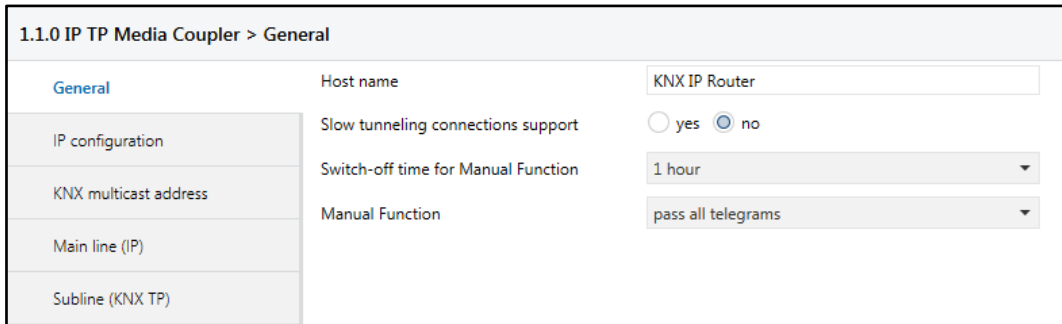 1.1.0 IP TP Media Coupler > General
General
IP configuration
KNX multicast address
Main line (IP)
Subline (KNX TP)
Host name KNX IP Router
Slow tunneling connections support yes no
Switch-off time for Manual Function 1 hour
Manual Function pass all telegrams